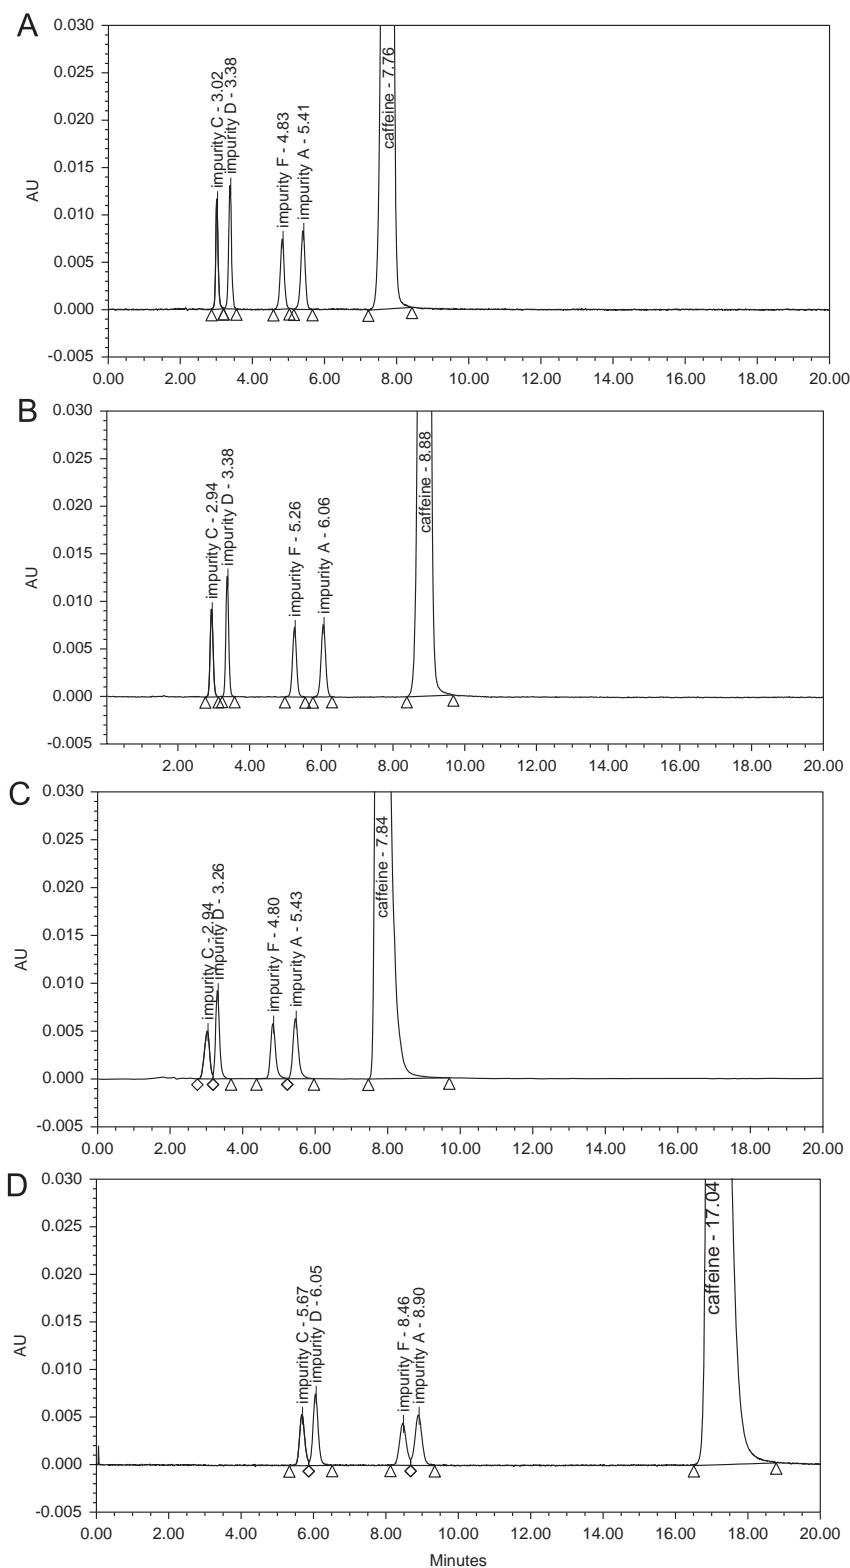 A
0.030
0.025
0.020
0.015
0.010
0.005
0.000
-0.005
AU
impurity C - 3.02
impurity D - 3.38
impurity F - 4.83
impurity A - 5.41
caffeine - 7.76
0.00 2.00 4.00 6.00 8.00 10.00 12.00 14.00 16.00 18.00 20.00
B
0.030
0.025
0.020
0.015
0.010
0.005
0.000
-0.005
AU
impurity C - 2.94
impurity D - 3.38
impurity F - 5.26
impurity A - 6.06
caffeine - 8.88
2.00 4.00 6.00 8.00 10.00 12.00 14.00 16.00 18.00 20.00
C
0.030
0.025
0.020
0.015
0.010
0.005
0.000
-0.005
AU
impurity C - 2.94
impurity D - 3.26
impurity F - 4.80
impurity A - 5.43
caffeine - 7.84
0.00 2.00 4.00 6.00 8.00 10.00 12.00 14.00 16.00 18.00 20.00
D
0.030
0.025
0.020
0.015
0.010
0.005
0.000
-0.005
AU
impurity C - 5.67
impurity D - 6.05
impurity F - 8.46
impurity A - 8.90
caffeine - 17.04
0.00 2.00 4.00 6.00 8.00 10.00 12.00 14.00 16.00 18.00 20.00
Minutes